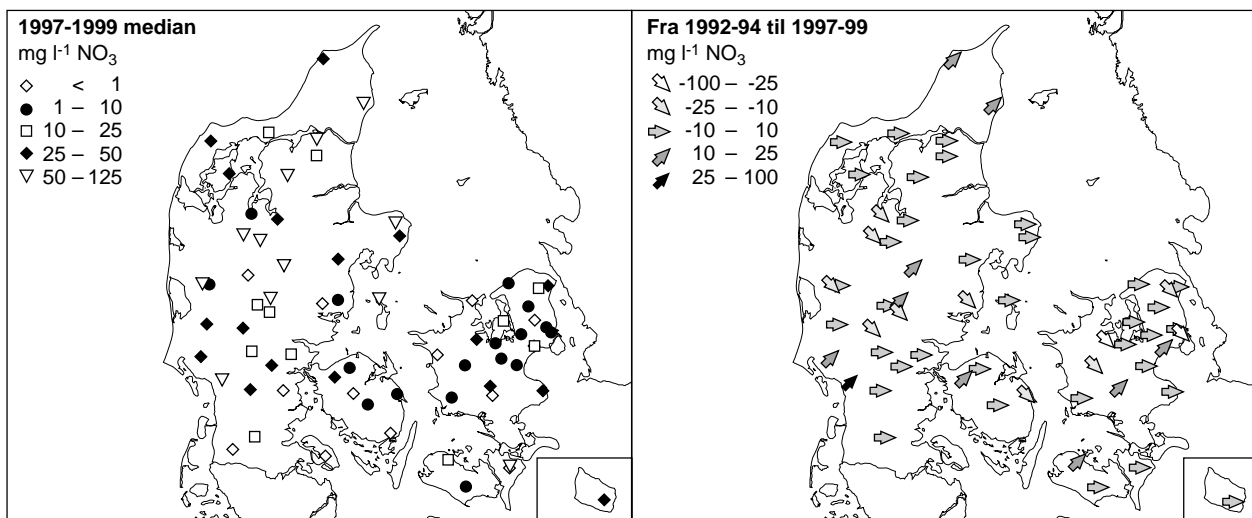 1997-1999 median
mg l-1 NO3
< 1
1 – 10
10 – 25
25 – 50
50 – 125
Fra 1992-94 til 1997-99
mg l-1 NO3
-100 – -25
-25 – -10
-10 – 10
10 – 25
25 – 100